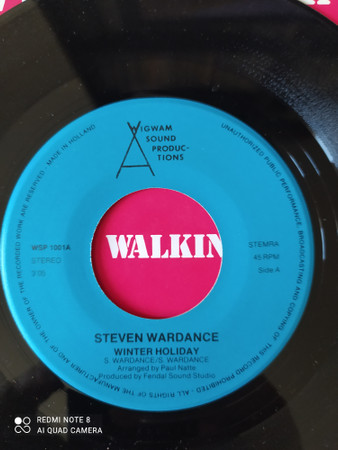 WIGWAM
SOUND
PRODUC-
TIONS
UNAUTHORIZED PUBLIC PERFORMANCE, BROADCASTING AND COPYING OF THIS RECORD PROHIBITED - ALL RIGHTS OF THE MANUFACTURER AND OF THE OWNER OF THE RECORDED WORK ARE RESERVED - MADE IN HOLLAND
WSP 1001A
STEREO
3:05
WALKIN
STEMRA
45 RPM
Side A
STEVEN WARDANCE
WINTER HOLIDAY
S. WARDANCE/S. WARDANCE
Arranged by Paul Natte
Produced by Feridal Sound Studio
REDMI NOTE 8
AI QUAD CAMERA